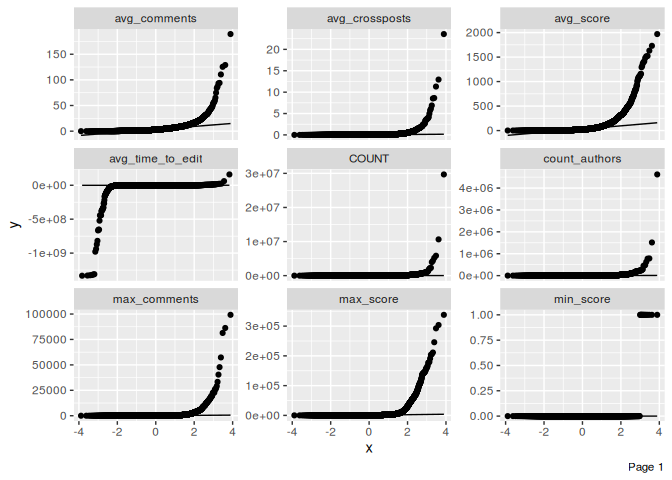 avg_comments avg_crossposts avg_score
150 100 50 0
25 20 15 10 5 0
2000 1500 1000 500 0
avg_time_to_edit COUNT count_authors
0e+00 -5e+08 -1e+09
3e+07 2e+07 1e+07 0e+00
4e+06 3e+06 2e+06 1e+06 0e+00
y
max_comments max_score min_score
100000 75000 50000 25000 0
3e+05 2e+05 1e+05 0e+00
1.00 0.75 0.50 0.25 0.00
-4 -2 0 2 4 -4 -2 0 2 4 -4 -2 0 2 4
x
Page 1